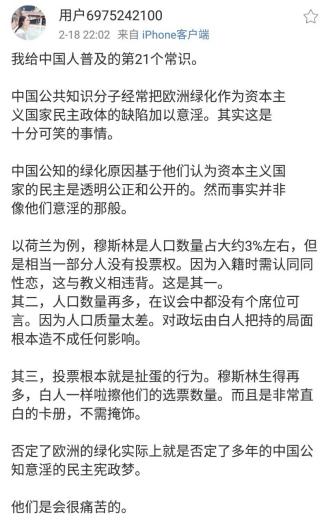 用户6975242100
2-18 22:02 来自 iPhone客户端
我给中国人普及的第21个常识。
中国公共知识分子经常把欧洲绿化作为资本主
义国家民主政体的缺陷加以意淫。其实这是
十分可笑的事情。
中国公知的绿化原因基于他们认为资本主义国
家的民主是透明公正和公开的。然而事实并非
像他们意淫的那般。
以荷兰为例，穆斯林是人口数量占大约3%左右，但
是相当一部分人没有投票权。因为入籍时需认同同
性恋，这与教义相违背。这是其一。
其二，人口数量再多，在议会中都没有个席位可
言。因为人口质量太差。对政坛由白人把持的局面
根本造不成任何影响。
其三，投票根本就是扯蛋的行为。穆斯林生得再
多，白人一样啦擦他们的选票数量。而且是非常直
白的卡册，不需掩饰。
否定了欧洲的绿化实际上就是否定了多年的中国公
知意淫的民主宪政梦。
他们是会很痛苦的。